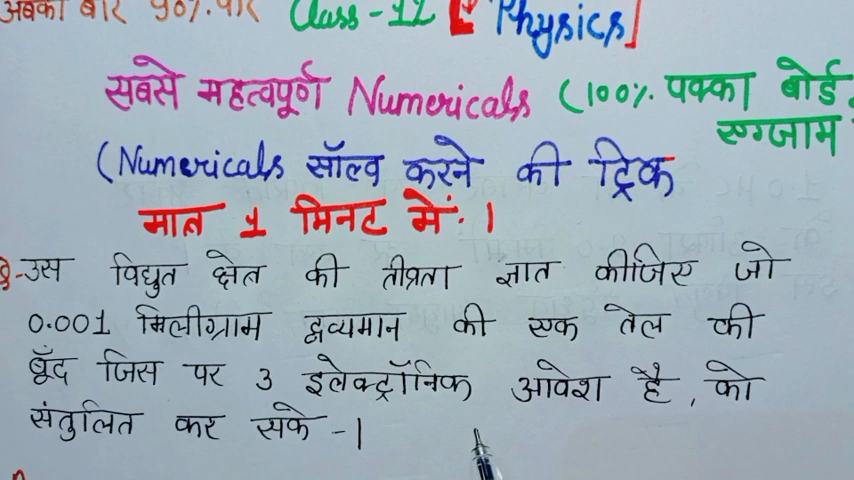 अबकी बार 90%. पार Class-12 [Physics]
सबसे महत्वपूर्ण Numericals (100%. पक्का बोर्ड
एग्जाम
(Numericals सॉल्व करने की ट्रिक
मात्र 1 मिनट में.।
Q-उस विद्युत क्षेत्र की तीव्रता ज्ञात कीजिए जो
0.001 मिलीग्राम द्रव्यमान की एक तेल की
बूँद जिस पर 3 इलेक्ट्रॉनिक आवेश है, को
संतुलित कर सके -।